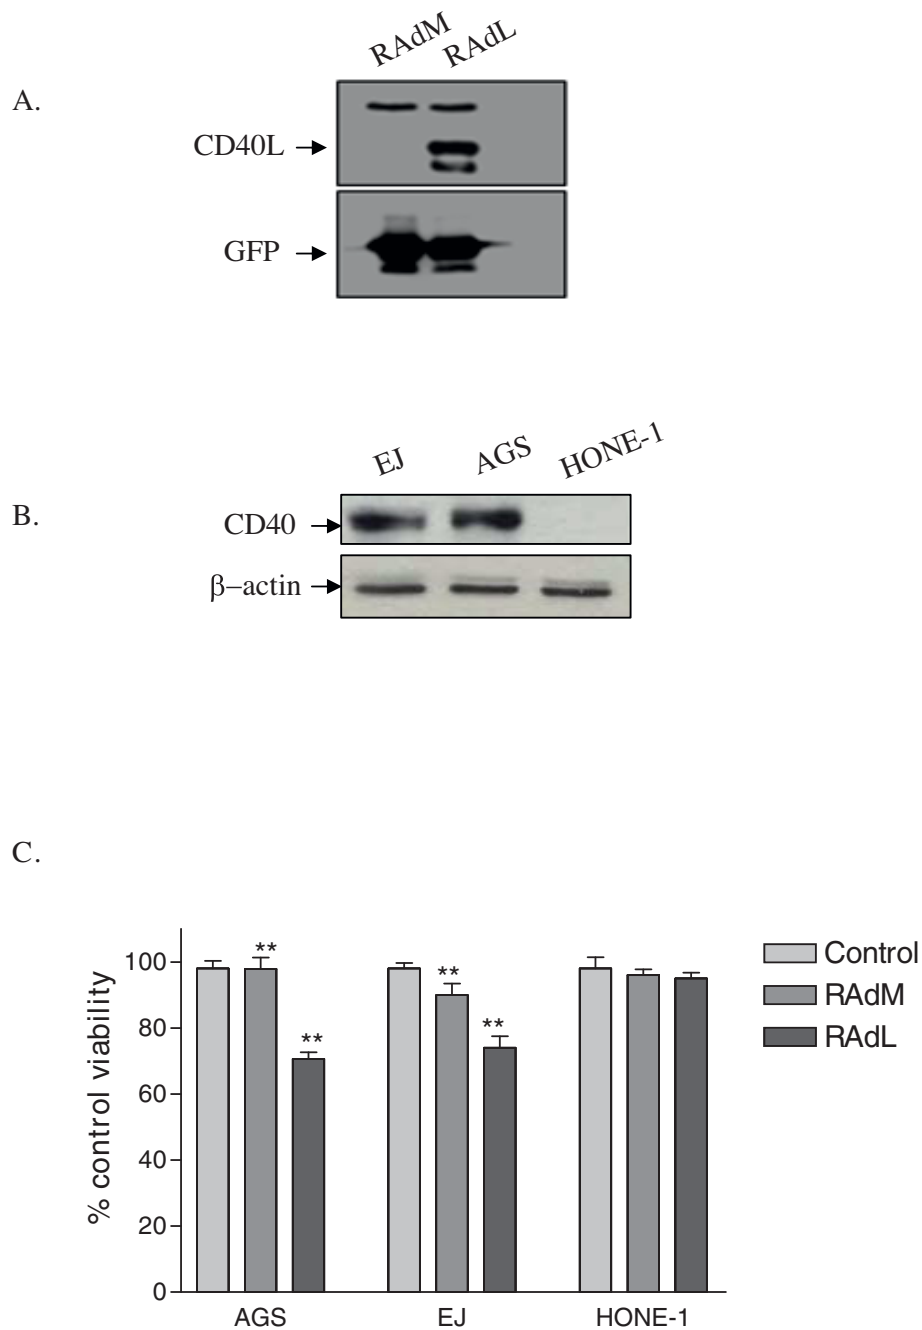 A.
RAdM RAdL
CD40L
GFP
B.
EJ AGS HONE-1
CD40
β–actin
C.
% control viability
100
80
60
40
20
0
**
**
**
**
AGS EJ HONE-1
Control
RAdM
RAdL